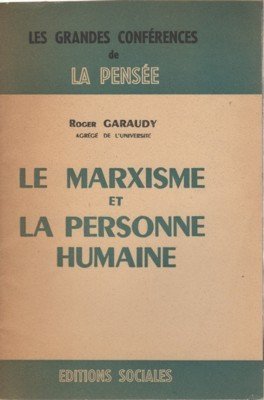 LES GRANDES CONFÉRENCES
de
LA PENSÉE
ROGER GARAUDY
AGRÉGÉ DE L'UNIVERSITÉ
LE MARXISME
ET
LA PERSONNE
HUMAINE
EDITIONS SOCIALES